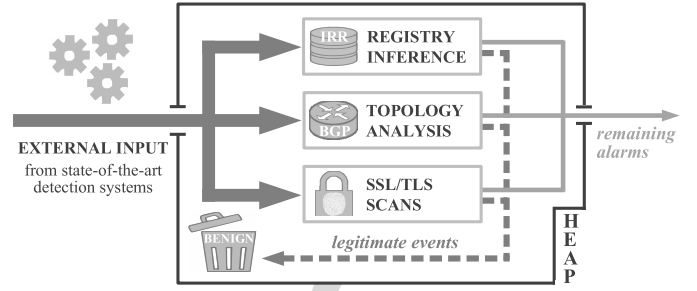 IRR
REGISTRY
INFERENCE
BGP
TOPOLOGY
ANALYSIS
EXTERNAL INPUT
from state-of-the-art
detection systems
remaining
alarms
SSL/TLS
SCANS
BENIGN
legitimate events
HEAP